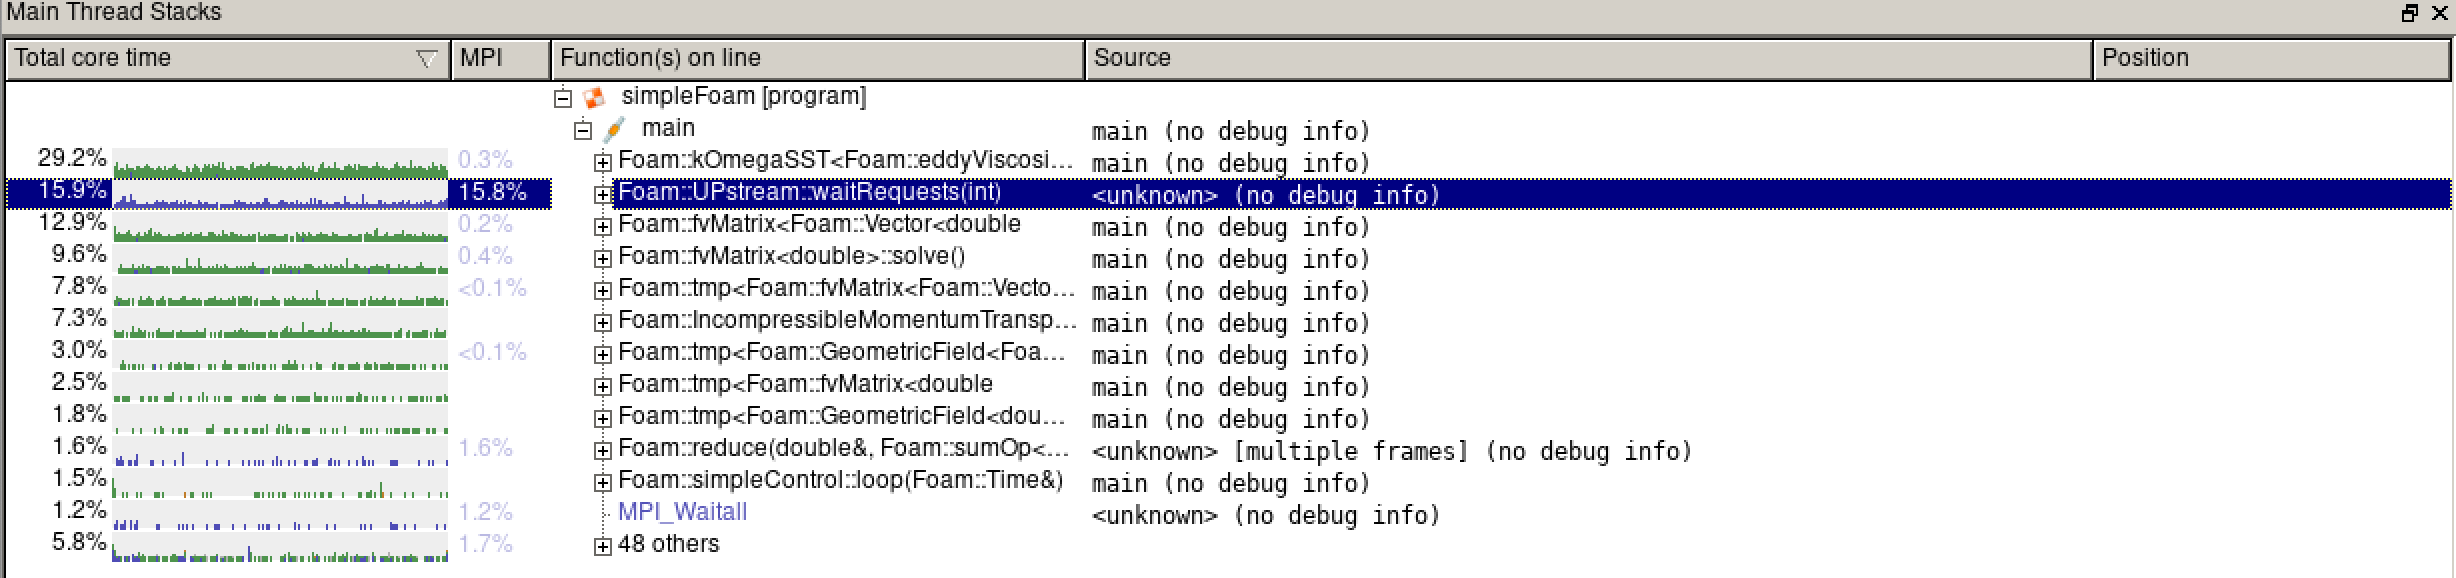 Main Thread Stacks
Total core time MPI Function(s) on line Source Position
simpleFoam [program]
main main (no debug info)
29.2% 0.3% Foam::kOmegaSST<Foam::eddyViscosi... main (no debug info)
15.9% 15.8% Foam::UPstream::waitRequests(int) <unknown> (no debug info)
12.9% 0.2% Foam::fvMatrix<Foam::Vector<double main (no debug info)
9.6% 0.4% Foam::fvMatrix<double>::solve() main (no debug info)
7.8% <0.1% Foam::tmp<Foam::fvMatrix<Foam::Vecto... main (no debug info)
7.3% Foam::IncompressibleMomentumTransp... main (no debug info)
3.0% <0.1% Foam::tmp<Foam::GeometricField<Foa... main (no debug info)
2.5% Foam::tmp<Foam::fvMatrix<double main (no debug info)
1.8% Foam::tmp<Foam::GeometricField<dou... main (no debug info)
1.6% 1.6% Foam::reduce(double&, Foam::sumOp<... <unknown> [multiple frames] (no debug info)
1.5% Foam::simpleControl::loop(Foam::Time&) main (no debug info)
1.2% 1.2% MPI_Waitall <unknown> (no debug info)
5.8% 1.7% 48 others